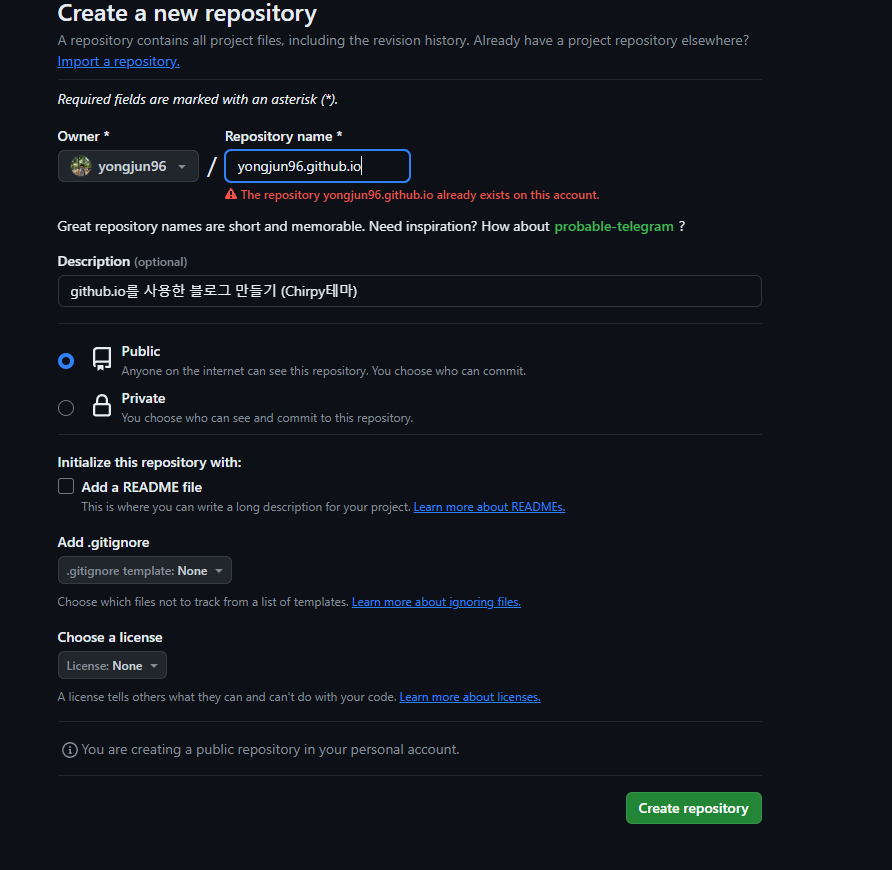 Create a new repository
A repository contains all project files, including the revision history. Already have a project repository elsewhere?
Import a repository.
Required fields are marked with an asterisk (*).
Owner *
Repository name *
yongjun96
/
yongjun96.github.io
The repository yongjun96.github.io already exists on this account.
Great repository names are short and memorable. Need inspiration? How about probable-telegram ?
Description (optional)
github.io를 사용한 블로그 만들기 (Chirpy테마)
Public
Anyone on the internet can see this repository. You choose who can commit.
Private
You choose who can see and commit to this repository.
Initialize this repository with:
Add a README file
This is where you can write a long description for your project. Learn more about READMEs.
Add .gitignore
.gitignore template: None
Choose which files not to track from a list of templates. Learn more about ignoring files.
Choose a license
License: None
A license tells others what they can and can't do with your code. Learn more about licenses.
You are creating a public repository in your personal account.
Create repository